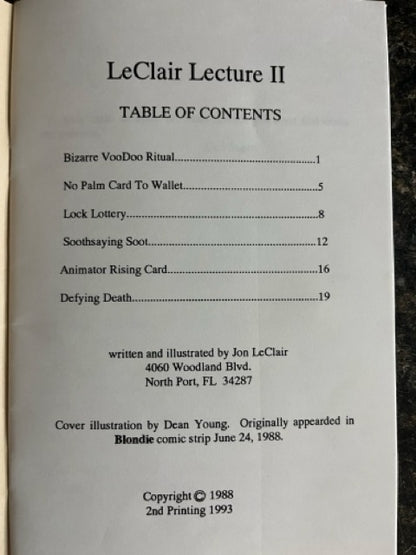 LeClair Lecture II
TABLE OF CONTENTS
Bizarre VooDoo Ritual....................................................1
No Palm Card To Wallet................................................5
Lock Lottery......................................................................8
Soothsaying Soot.............................................................12
Animator Rising Card.....................................................16
Defying Death..................................................................19
written and illustrated by Jon LeClair
4060 Woodland Blvd.
North Port, FL 34287
Cover illustration by Dean Young. Originally appearded in
Blondie comic strip June 24, 1988.
Copyright © 1988
2nd Printing 1993